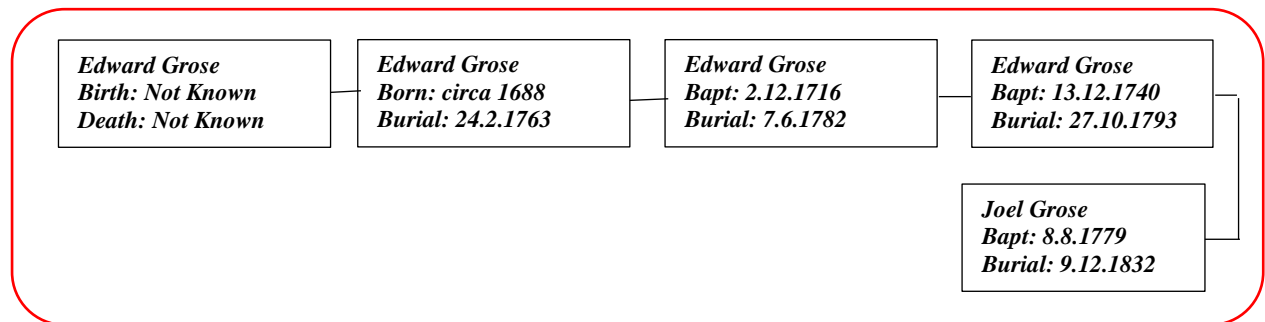 Edward Grose
Birth: Not Known
Death: Not Known
Edward Grose
Born: circa 1688
Burial: 24.2.1763
Edward Grose
Bapt: 2.12.1716
Burial: 7.6.1782
Edward Grose
Bapt: 13.12.1740
Burial: 27.10.1793
Joel Grose
Bapt: 8.8.1779
Burial: 9.12.1832